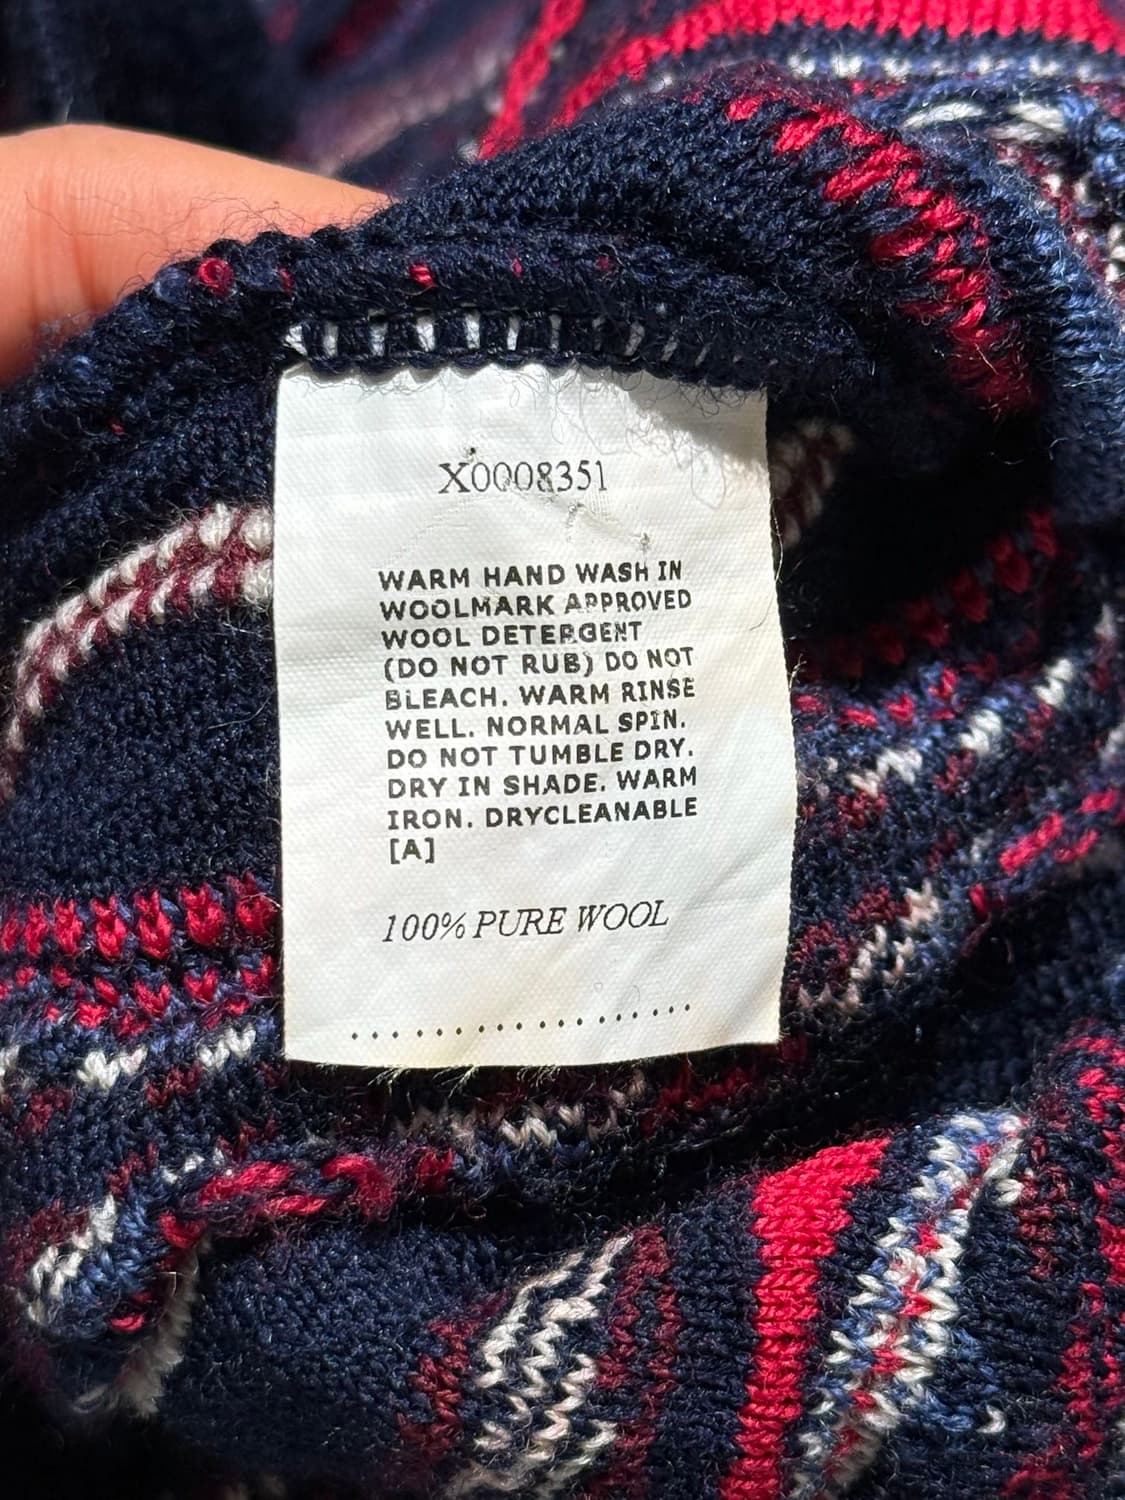 X0008351
WARM HAND WASH IN
WOOLMARK APPROVED
WOOL DETERGENT
(DO NOT RUB) DO NOT
BLEACH. WARM RINSE
WELL. NORMAL SPIN.
DO NOT TUMBLE DRY.
DRY IN SHADE. WARM
IRON. DRYCLEANABLE
[A]
100% PURE WOOL